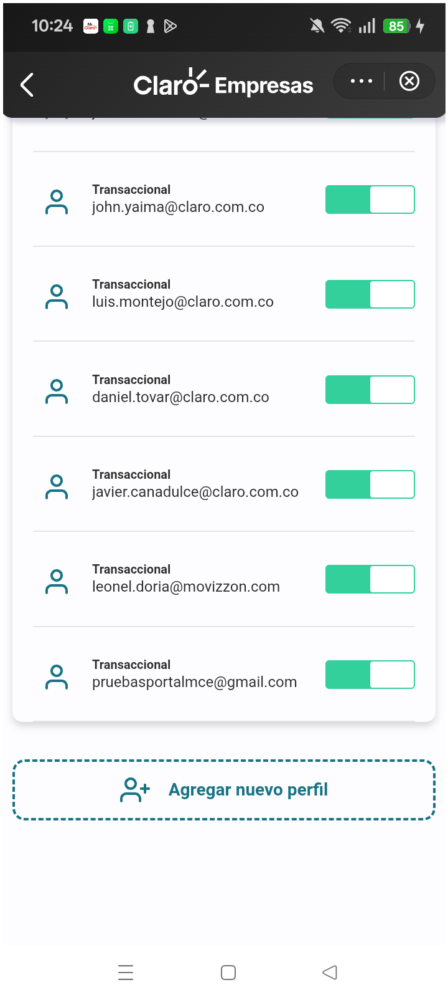 10:24
Mi Claro
85
Claro Empresas
Transaccional
john.yaima@claro.com.co
Transaccional
luis.montejo@claro.com.co
Transaccional
daniel.tovar@claro.com.co
Transaccional
javier.canadulce@claro.com.co
Transaccional
leonel.doria@movizzon.com
Transaccional
pruebasportalmce@gmail.com
Agregar nuevo perfil